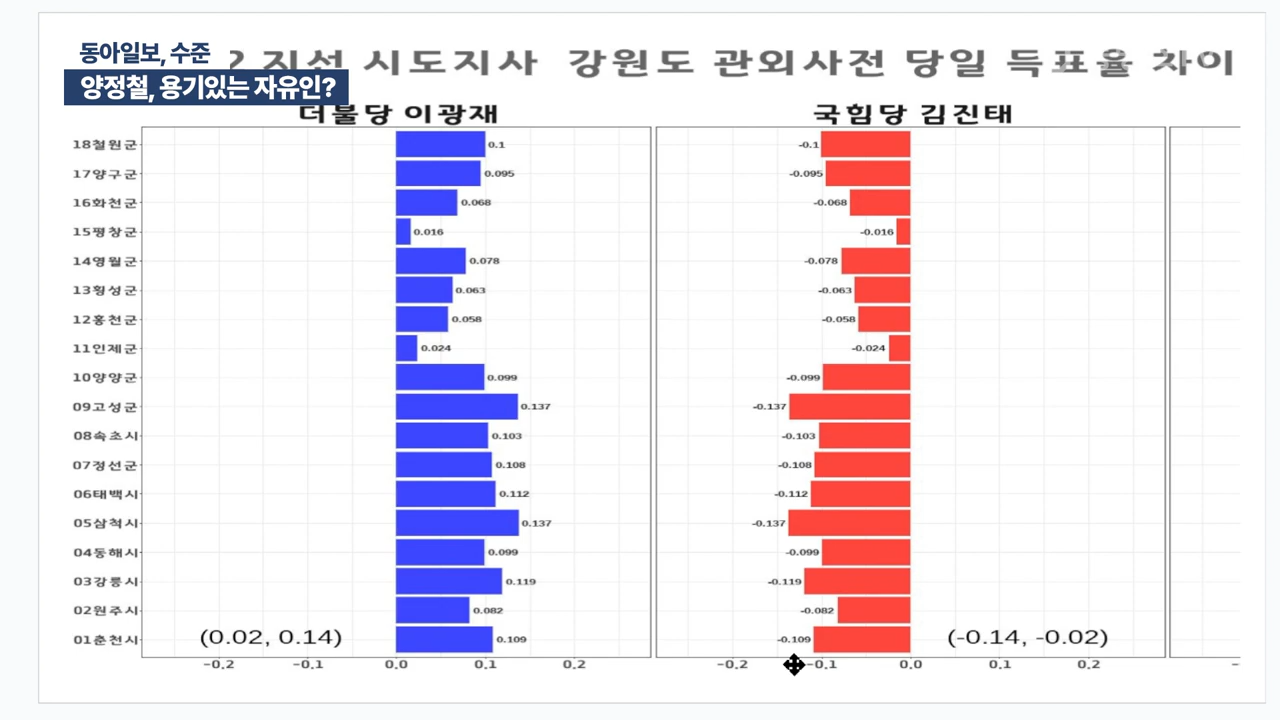 동아일보, 수준
양정철, 용기있는 자유인?
2 지선 시도지사 강원도 관외사전 당일 득표율 차이
더불당 이광재
국힘당 김진태
18철원군 0.1 -0.1
17양구군 0.095 -0.095
16화천군 0.068 -0.068
15평창군 0.016 -0.016
14영월군 0.078 -0.078
13횡성군 0.063 -0.063
12홍천군 0.058 -0.058
11인제군 0.024 -0.024
10양양군 0.099 -0.099
09고성군 0.137 -0.137
08속초시 0.103 -0.103
07정선군 0.108 -0.108
06태백시 0.112 -0.112
05삼척시 0.137 -0.137
04동해시 0.099 -0.099
03강릉시 0.119 -0.119
02원주시 0.082 -0.082
01춘천시 0.109 -0.109
(0.02, 0.14) (-0.14, -0.02)
-0.2 -0.1 0.0 0.1 0.2 -0.2 -0.1 0.0 0.1 0.2